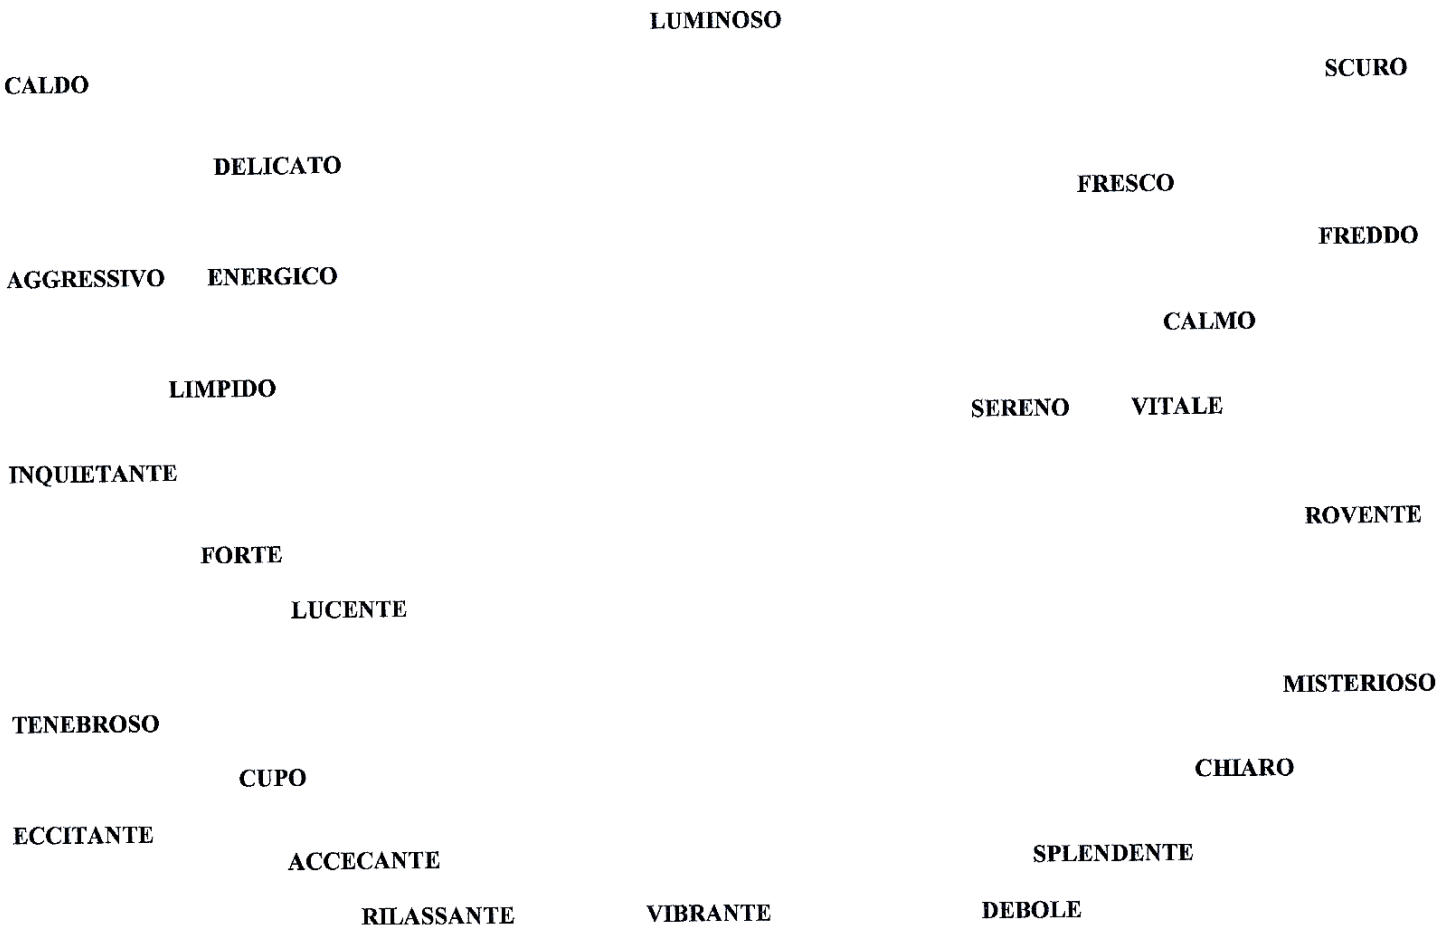 LUMINOSO
CALDO
SCURO
DELICATO
FRESCO
FREDDO
AGGRESSIVO ENERGICO
CALMO
LIMPIDO
SERENO VITALE
INQUIETANTE
ROVENTE
FORTE
LUCENTE
MISTERIOSO
TENEBROSO
CUPO
CHIARO
ECCITANTE
ACCECANTE
SPLENDENTE
RILASSANTE VIBRANTE DEBOLE